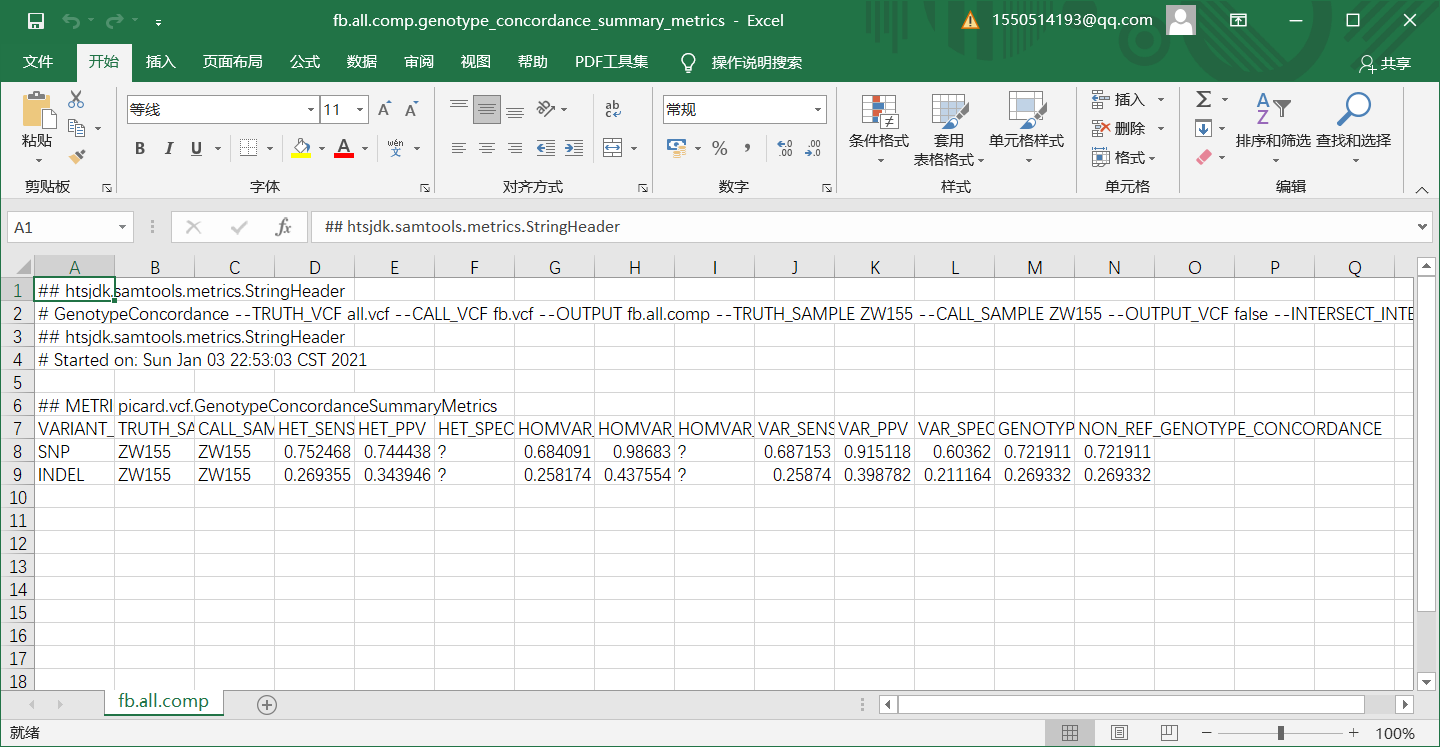 fb.all.comp.genotype_concordance_summary_metrics - Excel
1550514193@qq.com
文件 开始 插入 页面布局 公式 数据 审阅 视图 帮助 PDF工具集 操作说明搜索 共享
粘贴
剪贴板
等线 11
B I U A wén 文
字体
ab
对齐方式
常规
% , .00 .0
数字
条件格式
套用
表格格式
单元格样式
样式
插入
删除
格式
单元格
Σ
排序和筛选 查找和选择
编辑
A1 fx ## htsjdk.samtools.metrics.StringHeader
A B C D E F G H I J K L M N O P Q
1 ## htsjdk.samtools.metrics.StringHeader
2 # GenotypeConcordance --TRUTH_VCF all.vcf --CALL_VCF fb.vcf --OUTPUT fb.all.comp --TRUTH_SAMPLE ZW155 --CALL_SAMPLE ZW155 --OUTPUT_VCF false --INTERSECT_INTE
3 ## htsjdk.samtools.metrics.StringHeader
4 # Started on: Sun Jan 03 22:53:03 CST 2021
5
6 ## METRI picard.vcf.GenotypeConcordanceSummaryMetrics
7 VARIANT_ TRUTH_SA CALL_SAM HET_SENS HET_PPV HET_SPEC HOMVAR_ HOMVAR_ HOMVAR_ VAR_SENS VAR_PPV VAR_SPEC GENOTYP NON_REF_GENOTYPE_CONCORDANCE
8 SNP ZW155 ZW155 0.752468 0.744438 ? 0.684091 0.98683 ? 0.687153 0.915118 0.60362 0.721911 0.721911
9 INDEL ZW155 ZW155 0.269355 0.343946 ? 0.258174 0.437554 ? 0.25874 0.398782 0.211164 0.269332 0.269332
10
11
12
13
14
15
16
17
18
fb.all.comp
就绪
100%